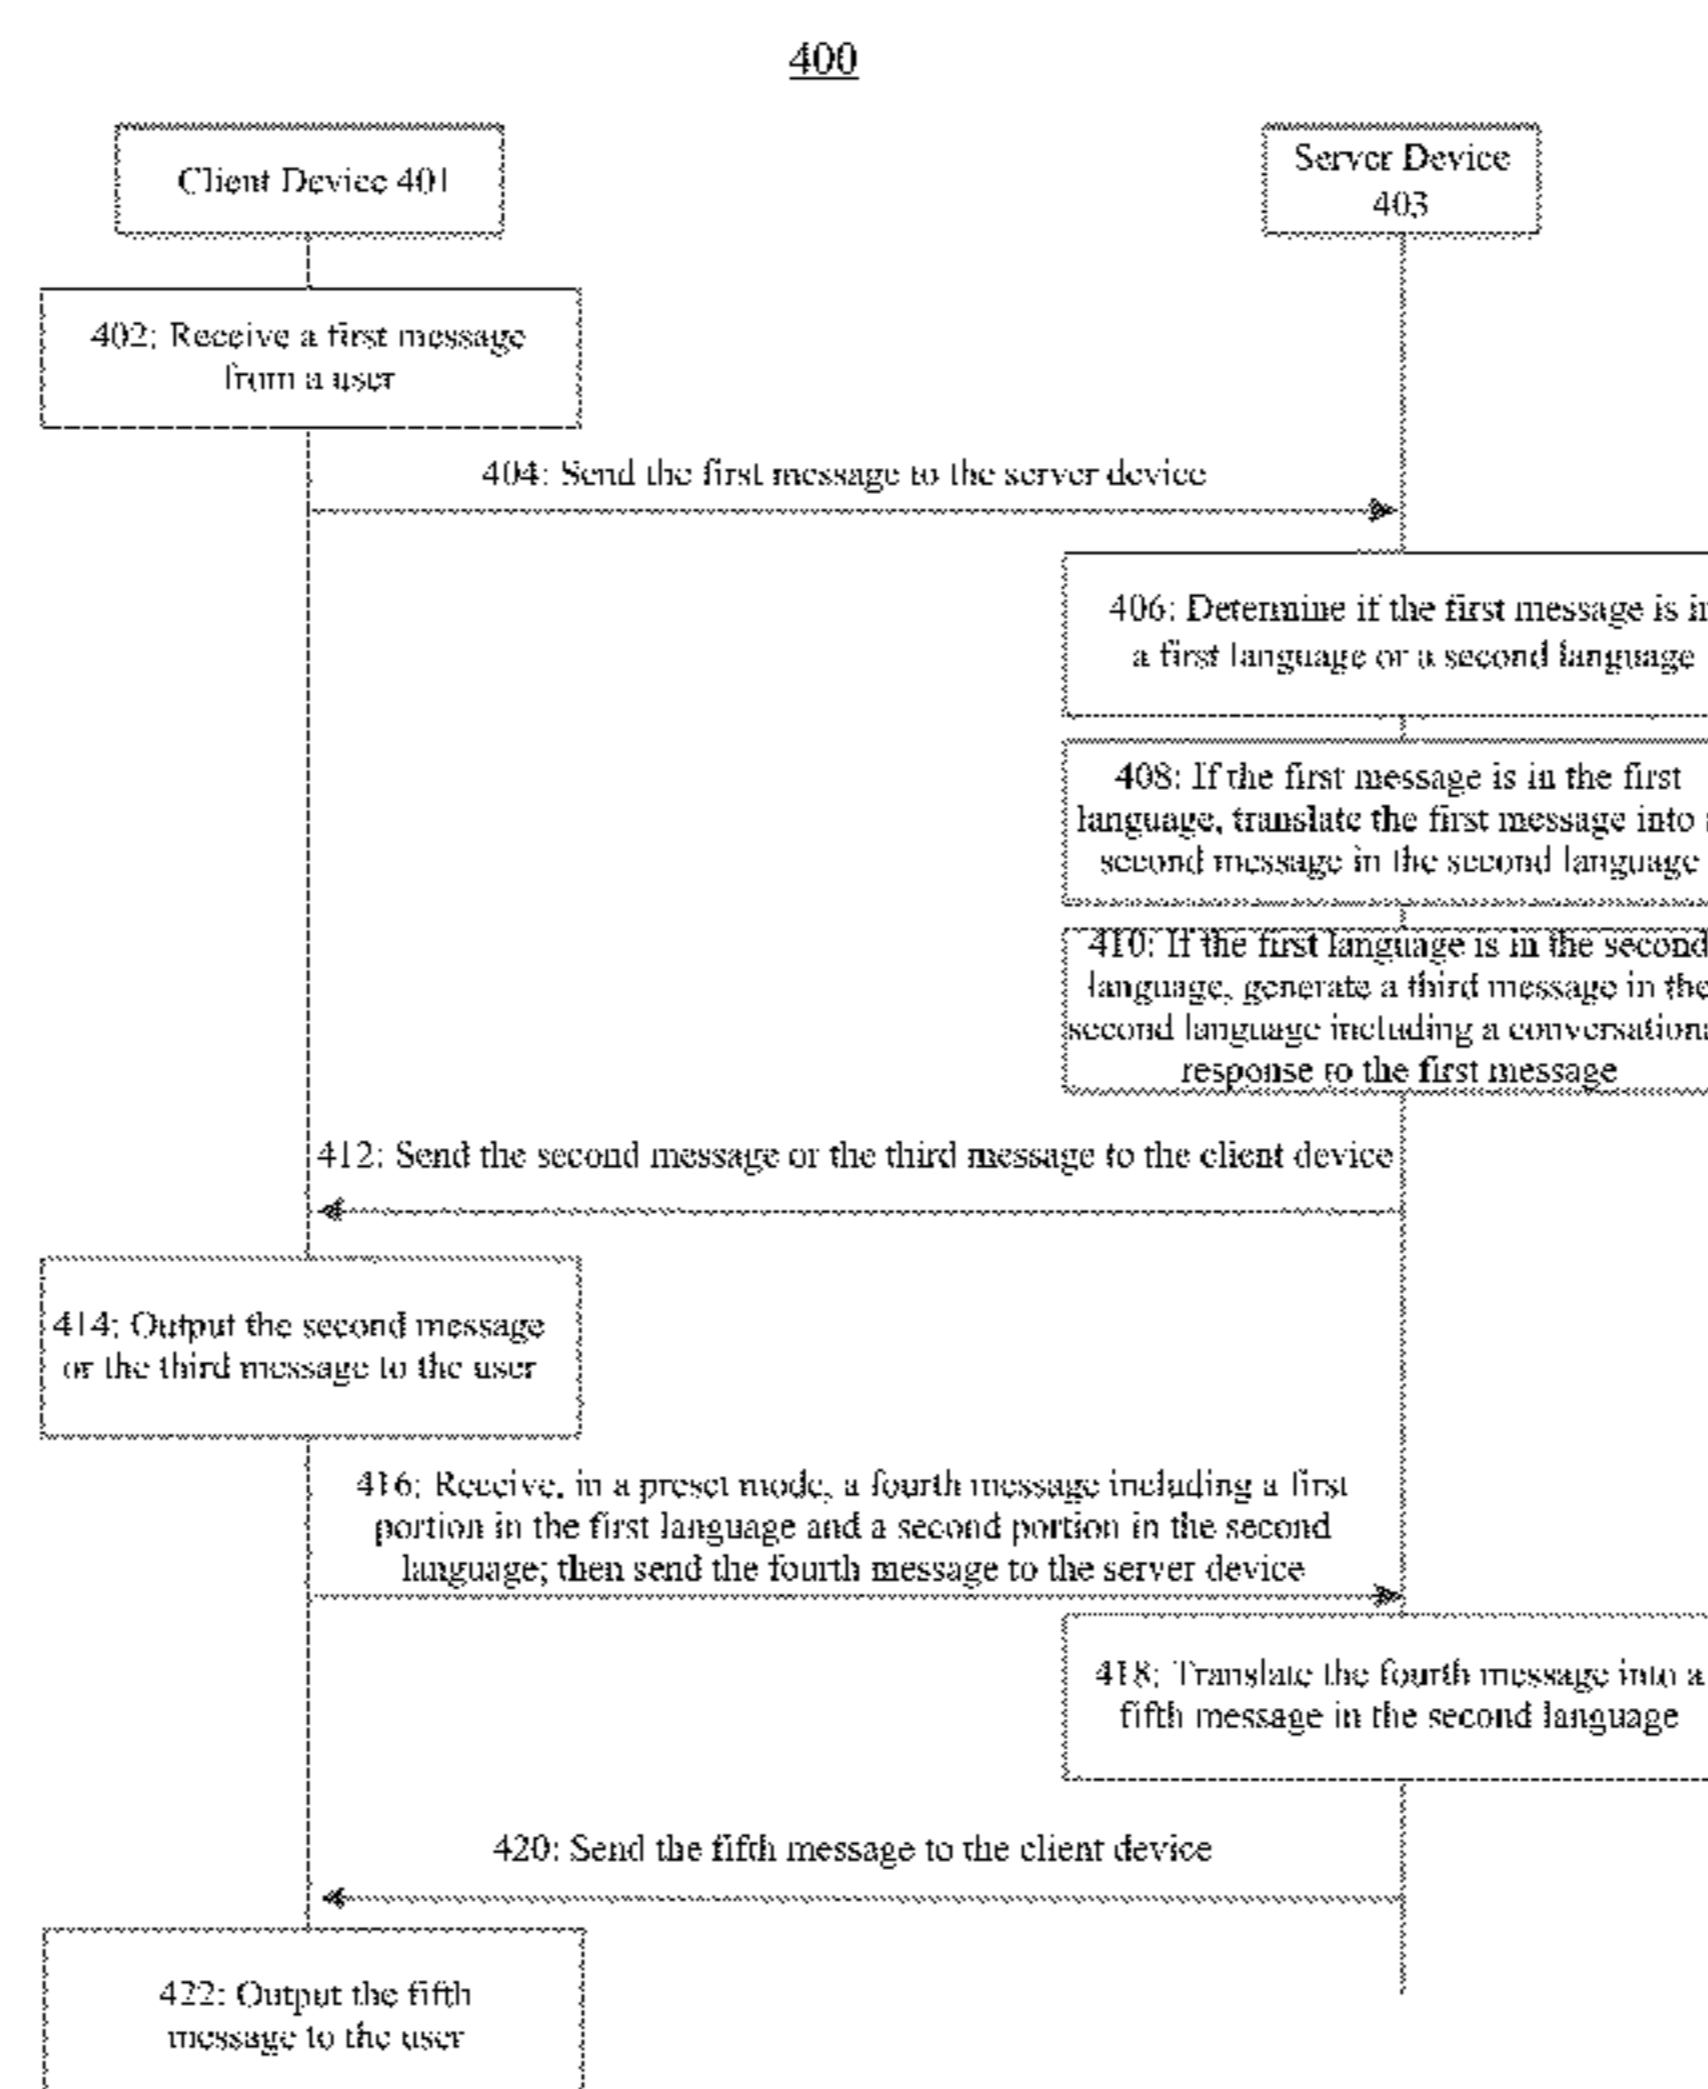 400
Client Device 401
Server Device
403
402: Receive a first message
from a user
404: Send the first message to the server device
406: Determine if the first message is in
a first language or a second language
408: If the first message is in the first
language, translate the first message into
second message in the second language
410: If the first language is in the second
language, generate a third message in the
second language including a conversationa
response to the first message
412: Send the second message or the third message to the client device
414: Output the second message
or the third message to the user
416: Receive, in a preset mode, a fourth message including a first
portion in the first language and a second portion in the second
language; then send the fourth message to the server device
418: Translate the fourth message into a
fifth message in the second language
420: Send the fifth message to the client device
422: Output the fifth
message to the user